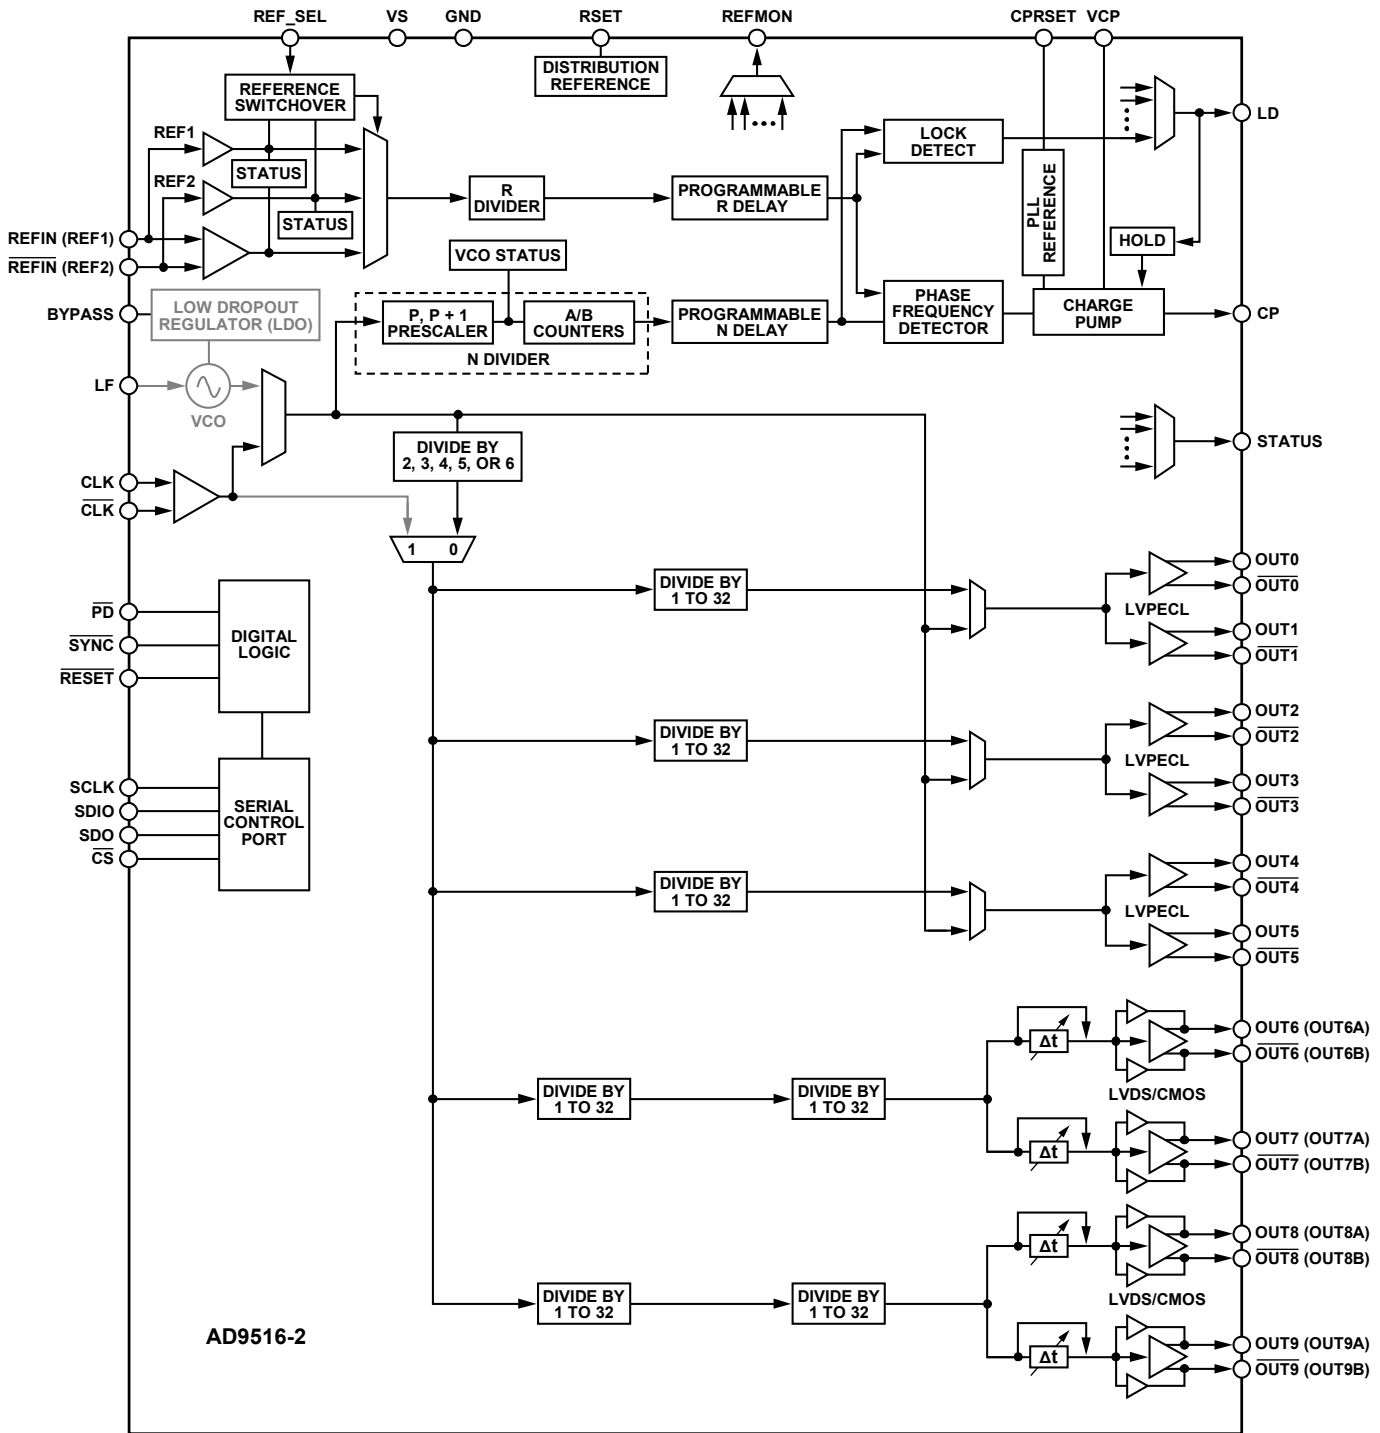 REF_SEL
VS
GND
RSET
REFMON
CPRSET
VCP
REFERENCE
SWITCHOVER
DISTRIBUTION
REFERENCE
REF1
STATUS
REF2
STATUS
REFIN (REF1)
REFIN (REF2)
R
DIVIDER
PROGRAMMABLE
R DELAY
LOCK
DETECT
PLL
REFERENCE
LD
HOLD
VCO STATUS
BYPASS
LOW DROPOUT
REGULATOR (LDO)
P, P + 1
PRESCALER
A/B
COUNTERS
N DIVIDER
PROGRAMMABLE
N DELAY
PHASE
FREQUENCY
DETECTOR
CHARGE
PUMP
CP
LF
VCO
STATUS
DIVIDE BY
2, 3, 4, 5, OR 6
CLK
CLK
1 0
DIVIDE BY
1 TO 32
LVPECL
OUT0
OUT0
OUT1
OUT1
PD
SYNC
RESET
DIGITAL
LOGIC
DIVIDE BY
1 TO 32
LVPECL
OUT2
OUT2
OUT3
OUT3
SCLK
SDIO
SDO
CS
SERIAL
CONTROL
PORT
DIVIDE BY
1 TO 32
LVPECL
OUT4
OUT4
OUT5
OUT5
DIVIDE BY
1 TO 32
DIVIDE BY
1 TO 32
Δt
Δt
LVDS/CMOS
OUT6 (OUT6A)
OUT6 (OUT6B)
OUT7 (OUT7A)
OUT7 (OUT7B)
DIVIDE BY
1 TO 32
DIVIDE BY
1 TO 32
Δt
Δt
LVDS/CMOS
OUT8 (OUT8A)
OUT8 (OUT8B)
OUT9 (OUT9A)
OUT9 (OUT9B)
AD9516-2